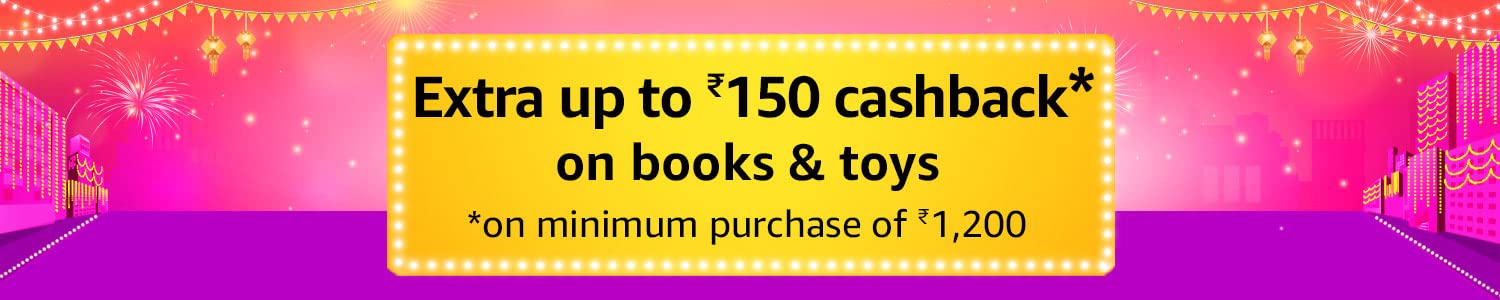 Extra up to ₹150 cashback*
on books & toys
*on minimum purchase of ₹1,200